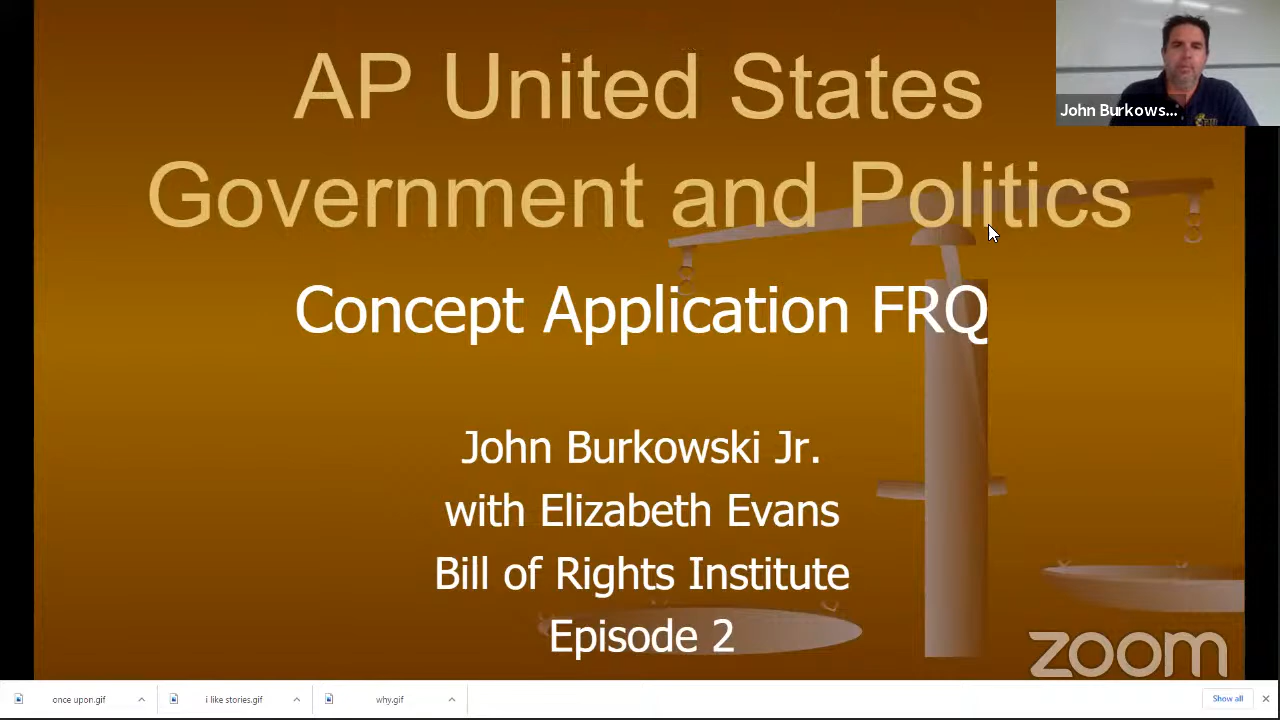 AP United States
Government and Politics
John Burkows...
Concept Application FRQ
John Burkowski Jr.
with Elizabeth Evans
Bill of Rights Institute
Episode 2
zoom
once upon.gif
i like stories.gif
why.gif
Show all